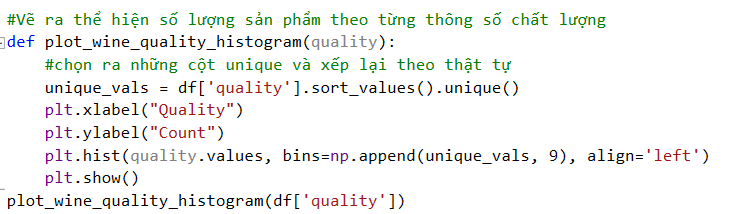 #Vẽ ra thể hiện số lượng sản phẩm theo từng thông số chất lượng
def plot_wine_quality_histogram(quality):
    #chọn ra những cột unique và xếp lại theo thật tự
    unique_vals = df['quality'].sort_values().unique()
    plt.xlabel("Quality")
    plt.ylabel("Count")
    plt.hist(quality.values, bins=np.append(unique_vals, 9), align='left')
    plt.show()
plot_wine_quality_histogram(df['quality'])